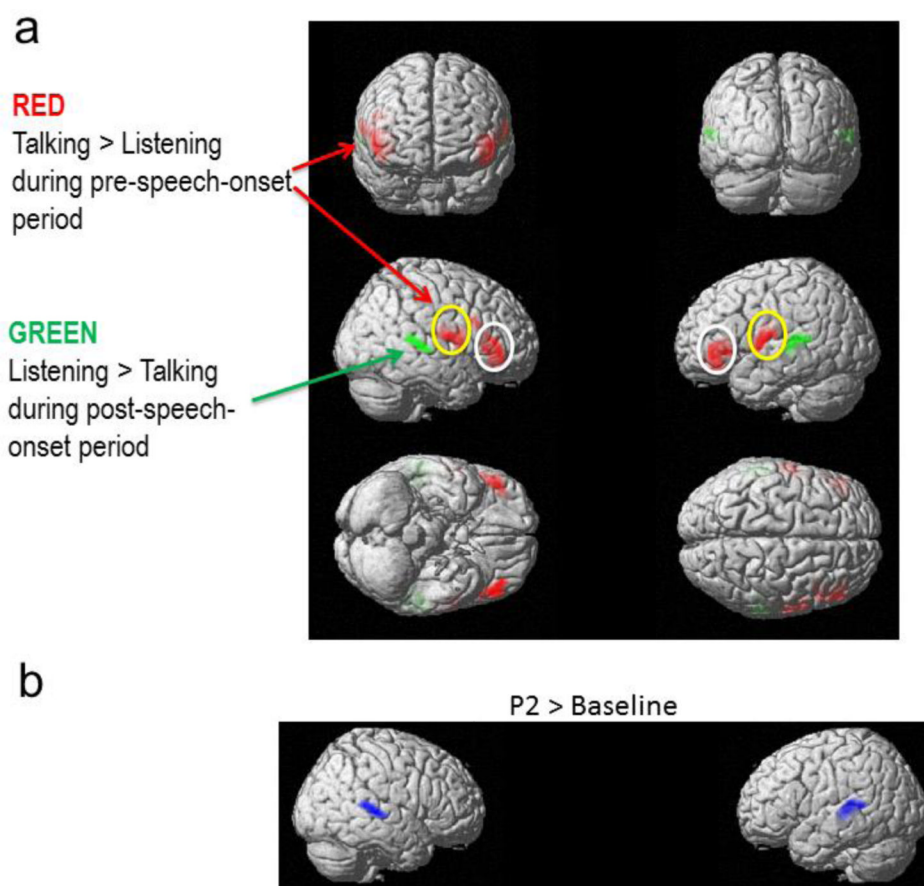 a
RED
Talking > Listening
during pre-speech-onset
period
GREEN
Listening > Talking
during post-speech-
onset period
b
P2 > Baseline